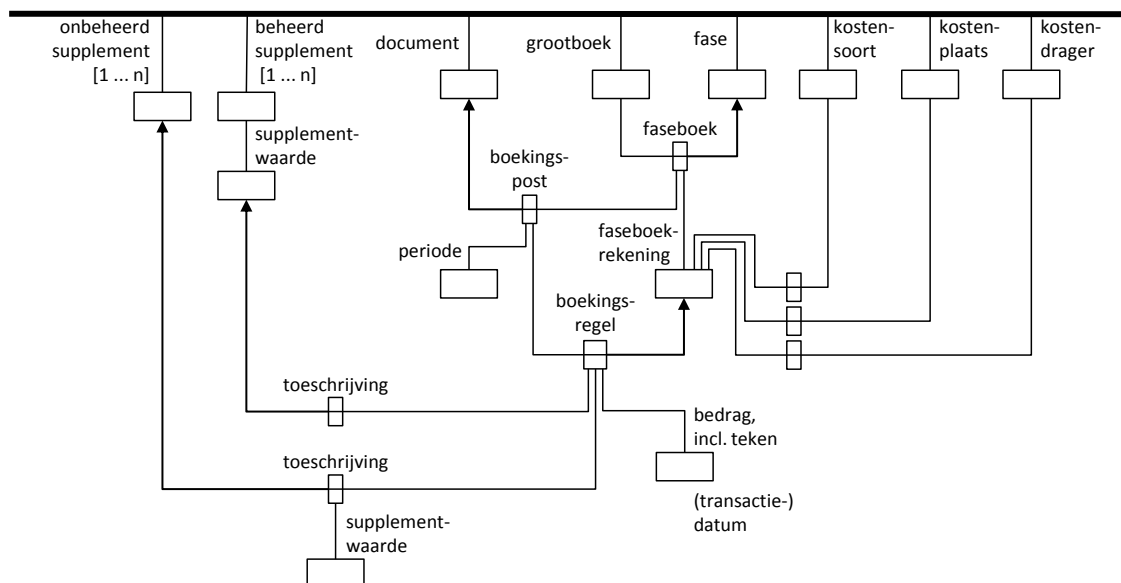 onbeheerd
supplement
[1 ... n]
beheerd
supplement
[1 ... n]
document
grootboek
fase
kosten-
soort
kosten-
plaats
kosten-
drager
supplement-
waarde
faseboek
boekings-
post
periode
faseboek-
rekening
boekings-
regel
toeschrijving
bedrag,
incl. teken
toeschrijving
(transactie-)
datum
supplement-
waarde